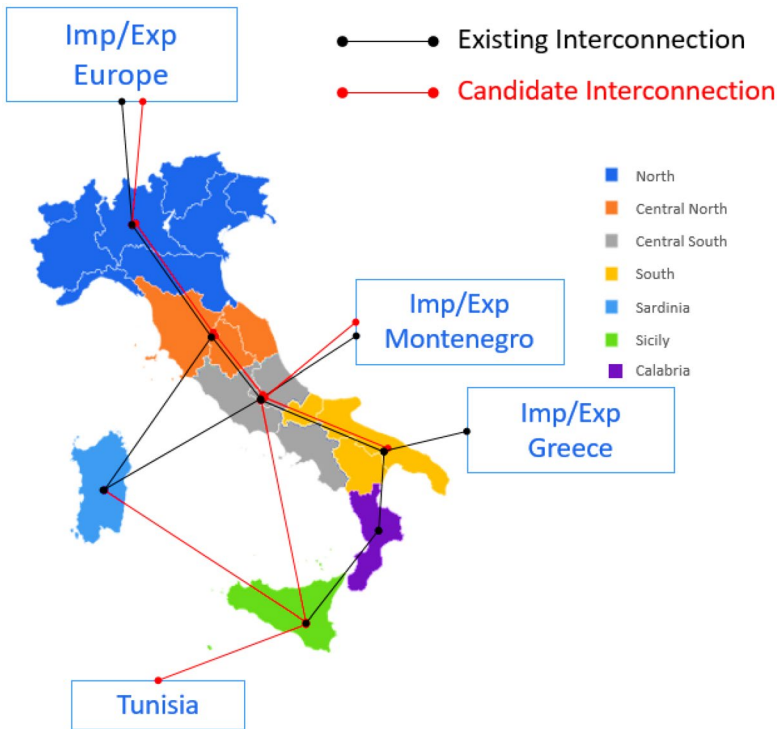 Imp/Exp
Europe
Existing Interconnection
Candidate Interconnection
North
Central North
Central South
South
Sardinia
Sicily
Calabria
Imp/Exp
Montenegro
Imp/Exp
Greece
Tunisia